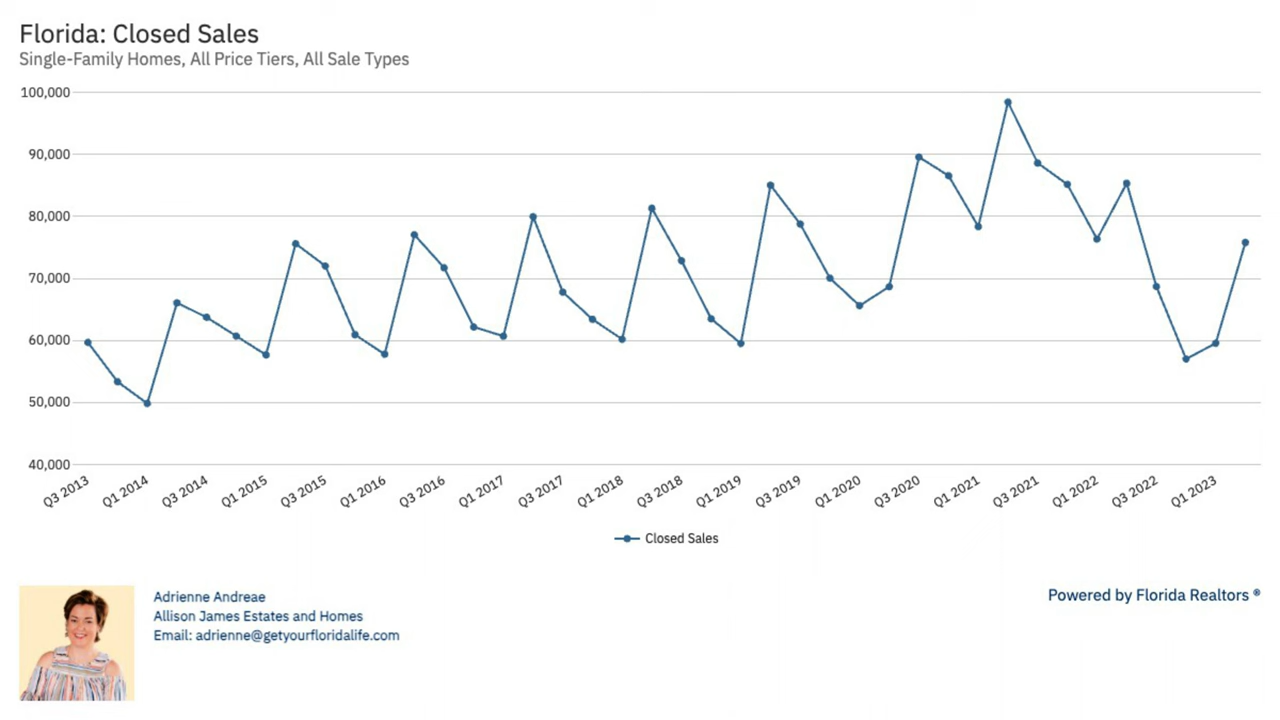 Florida: Closed Sales
Single-Family Homes, All Price Tiers, All Sale Types
100,000
90,000
80,000
70,000
60,000
50,000
40,000
Q3 2013
Q1 2014
Q3 2014
Q1 2015
Q3 2015
Q1 2016
Q3 2016
Q1 2017
Q3 2017
Q1 2018
Q3 2018
Q1 2019
Q3 2019
Q1 2020
Q3 2020
Q1 2021
Q3 2021
Q1 2022
Q3 2022
Q1 2023
Closed Sales
Adrienne Andreae
Allison James Estates and Homes
Email: adrienne@getyourfloridalife.com
Powered by Florida Realtors ®